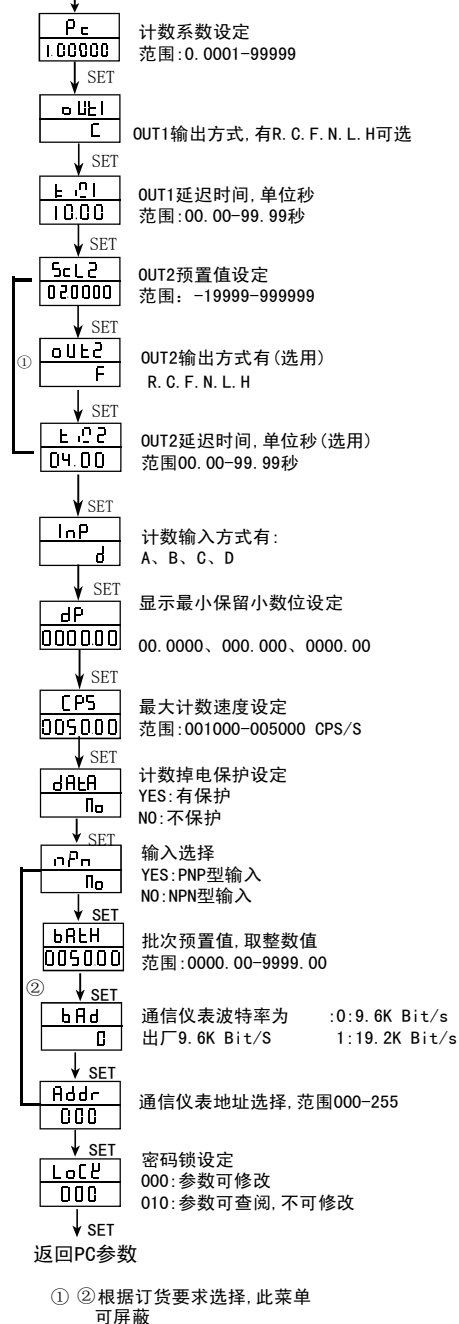 Pc
1.00000
计数系数设定
范围:0.0001-99999
SET
oUt1
C
OUT1输出方式,有R.C.F.N.L.H可选
SET
tiM1
10.00
OUT1延迟时间,单位秒
范围:00.00-99.99秒
SET
ScL2
02.0000
OUT2预置值设定
范围: -19999-999999
SET
①
oUt2
F
OUT2输出方式有(选用)
R.C.F.N.L.H
SET
tiM2
04.00
OUT2延迟时间,单位秒(选用)
范围00.00-99.99秒
SET
InP
d
计数输入方式有:
A、B、C、D
SET
dP
0000.00
显示最小保留小数位设定
00.0000、000.000、0000.00
SET
CPS
005000
最大计数速度设定
范围:001000-005000 CPS/S
SET
dAtA
No
计数掉电保护设定
YES:有保护
NO:不保护
SET
nPn
No
输入选择
YES:PNP型输入
NO:NPN型输入
SET
bAtH
005000
批次预置值,取整数值
范围:0000.00-9999.00
②
SET
bAd
0
通信仪表波特率为 :0:9.6K Bit/s
出厂9.6K Bit/S 1:19.2K Bit/s
SET
Addr
000
通信仪表地址选择,范围000-255
SET
LoCK
000
密码锁设定
000:参数可修改
010:参数可查阅,不可修改
SET
返回PC参数
① ②根据订货要求选择,此菜单
可屏蔽